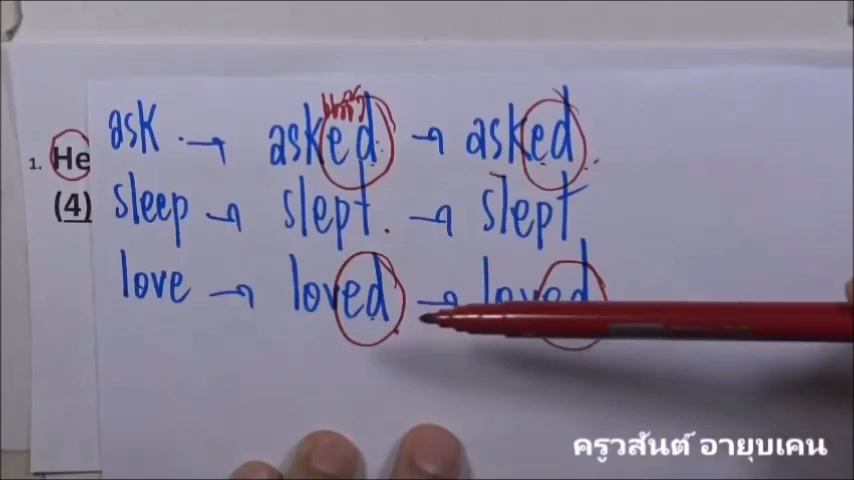 ask → asked → asked
1. He
sleep → slept → slept
(4)
love → loved → loved
ครูวสันต์ อายุบเคน